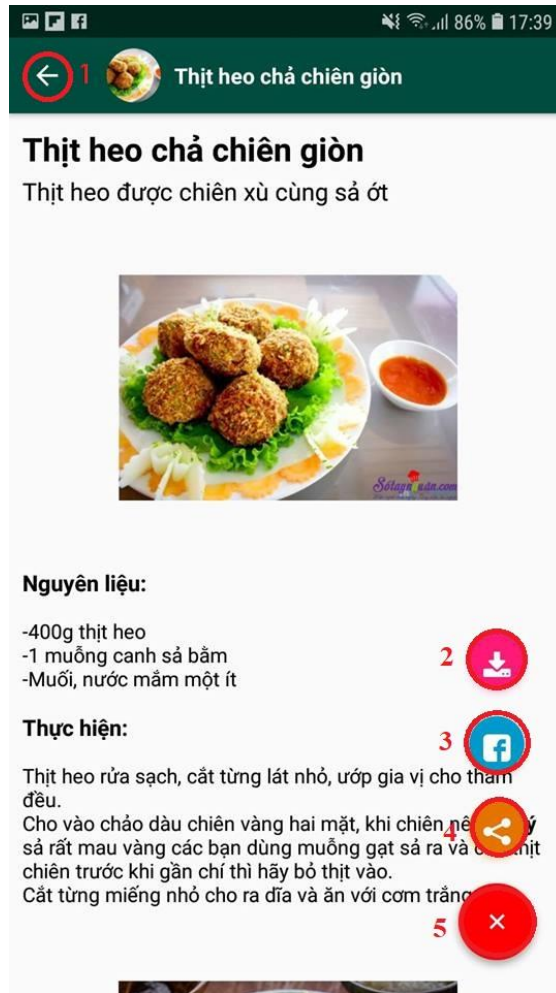 86% 17:39
1 Thịt heo chả chiên giòn
Thịt heo chả chiên giòn
Thịt heo được chiên xù cùng sả ớt
Nguyên liệu:
-400g thịt heo
-1 muỗng canh sả bằm
-Muối, nước mắm một ít
2
Thực hiện:
3
Thịt heo rửa sạch, cắt từng lát nhỏ, ướp gia vị cho thấm
đều.
Cho vào chảo dầu chiên vàng hai mặt, khi chiên
4
sả rất mau vàng các bạn dùng muỗng gạt sả ra và
chiên trước khi gần chí thì hãy bỏ thịt vào.
Cắt từng miếng nhỏ cho ra dĩa và ăn với cơm trắng
5